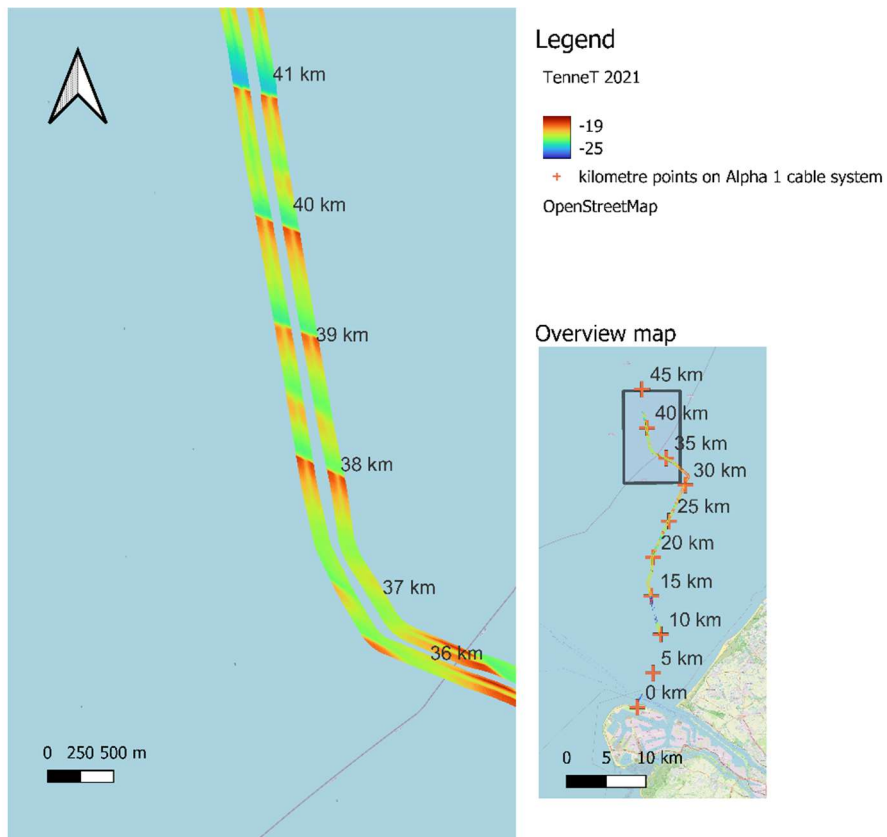 41 km
40 km
39 km
38 km
37 km
36 km
0 250 500 m
Legend
TenneT 2021
-19
-25
kilometre points on Alpha 1 cable system
OpenStreetMap
Overview map
45 km
40 km
35 km
30 km
25 km
20 km
15 km
10 km
5 km
0 km
0 5 10 km